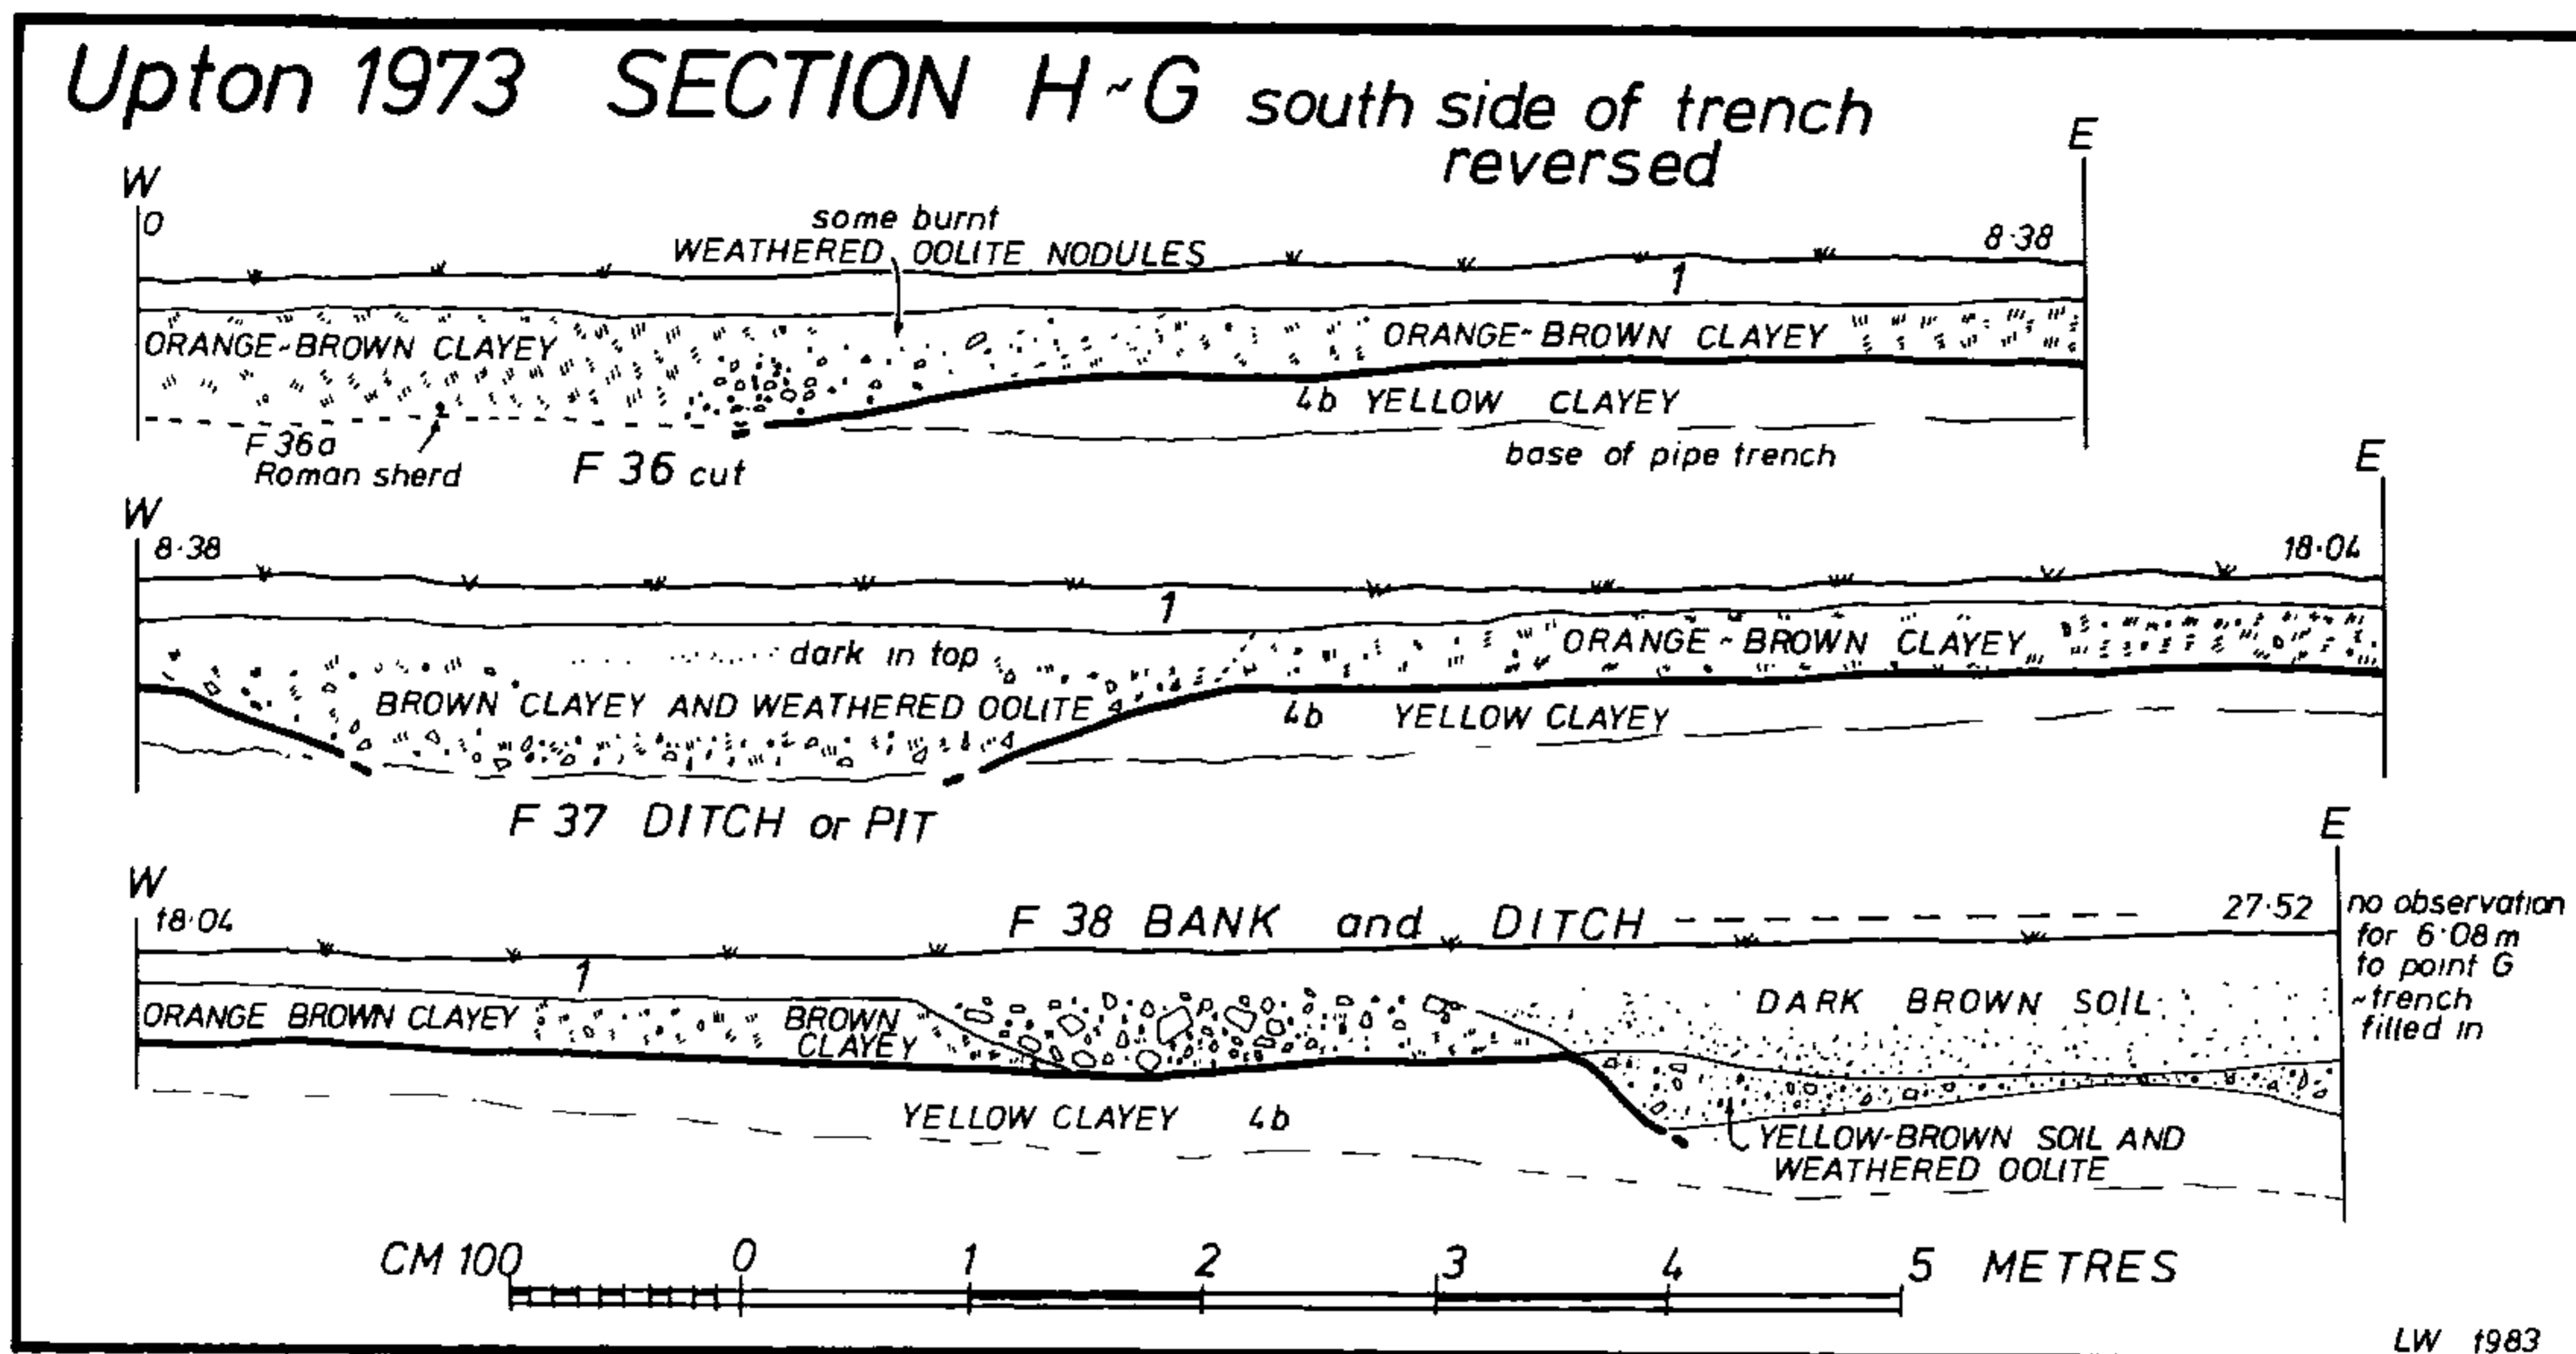 Upton 1973 SECTION H~G south side of trench
reversed
W
E
0
some burnt
WEATHERED OOLITE NODULES
8·38
1
ORANGE~BROWN CLAYEY
ORANGE~BROWN CLAYEY
4b YELLOW CLAYEY
F 36a
Roman sherd
F 36 cut
base of pipe trench
W
E
8·38
18·04
1
dark in top
ORANGE~BROWN CLAYEY
BROWN CLAYEY AND WEATHERED OOLITE
4b YELLOW CLAYEY
F 37 DITCH or PIT
W
E
18·04
F 38 BANK and DITCH
27·52
no observation
for 6·08m
to point G
~trench
filled in
1
ORANGE BROWN CLAYEY
BROWN
CLAYEY
DARK BROWN SOIL
YELLOW CLAYEY 4b
YELLOW-BROWN SOIL AND
WEATHERED OOLITE
CM 100 0 1 2 3 4 5 METRES
LW 1983